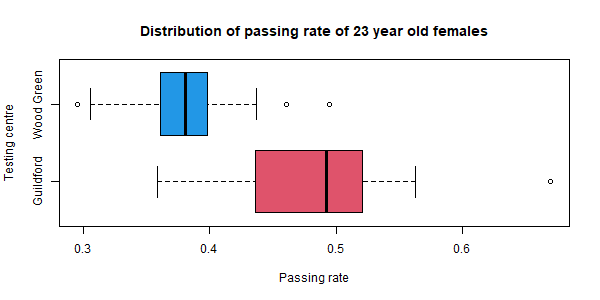 Distribution of passing rate of 23 year old females
Testing centre
Wood Green
Guildford
0.3 0.4 0.5 0.6
Passing rate